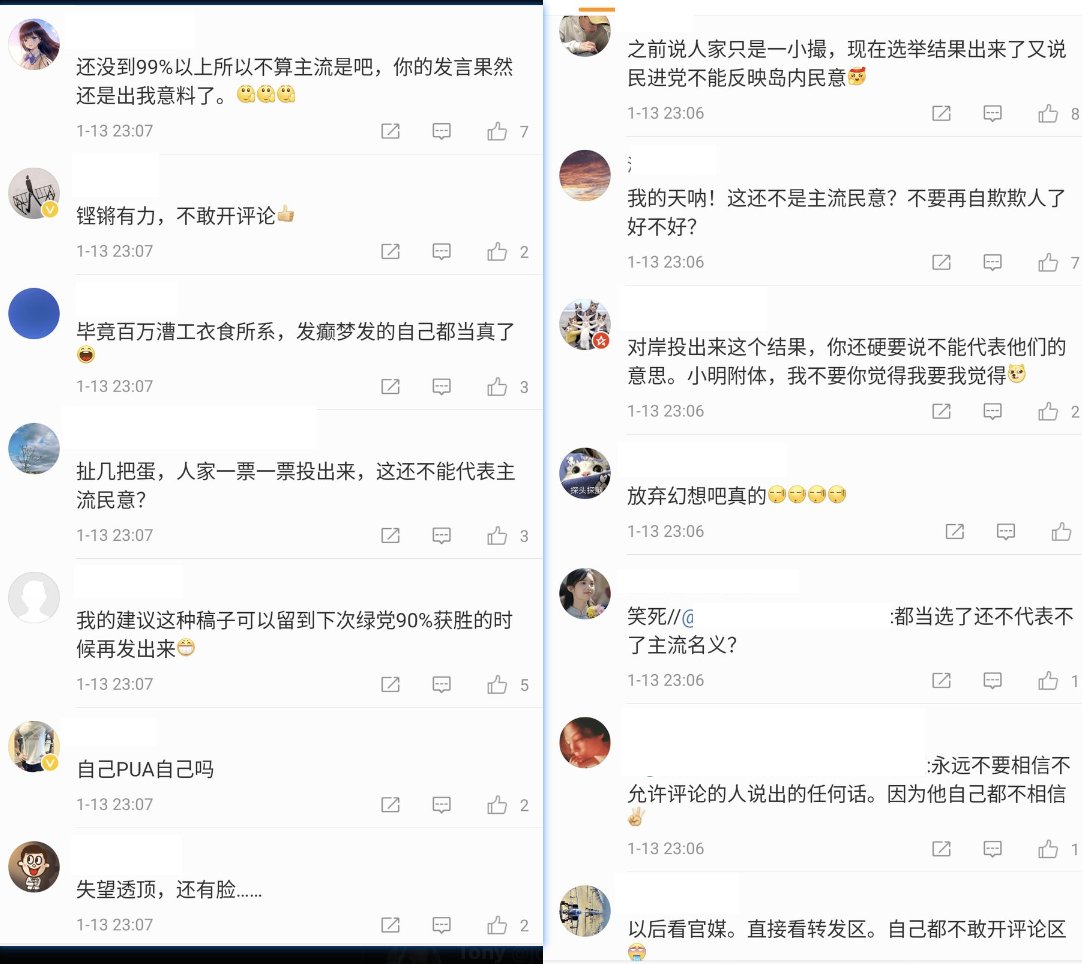 还没到99%以上所以不算主流是吧，你的发言果然
还是出我意料了。
1-13 23:07
7
铿锵有力，不敢开评论
1-13 23:07
2
毕竟百万漕工衣食所系，发癫梦发的自己都当真了
1-13 23:07
3
扯几把蛋，人家一票一票投出来，这还不能代表主
流民意？
1-13 23:07
3
我的建议这种稿子可以留到下次绿党90%获胜的时
候再发出来
1-13 23:07
5
自己PUA自己吗
1-13 23:07
2
失望透顶，还有脸……
1-13 23:07
2
Tony
之前说人家只是一小撮，现在选举结果出来了又说
民进党不能反映岛内民意
1-13 23:06
8
我的天呐！这还不是主流民意？不要再自欺欺人了
好不好？
1-13 23:06
7
对岸投出来这个结果，你还硬要说不能代表他们的
意思。小明附体，我不要你觉得我要我觉得
1-13 23:06
2
探头探
放弃幻想吧真的
1-13 23:06
笑死//@ :都当选了还不代表不
了主流名义？
1-13 23:06
1
:永远不要相信不
允许评论的人说出的任何话。因为他自己都不相信
1-13 23:06
1
以后看官媒。直接看转发区。自己都不敢开评论区